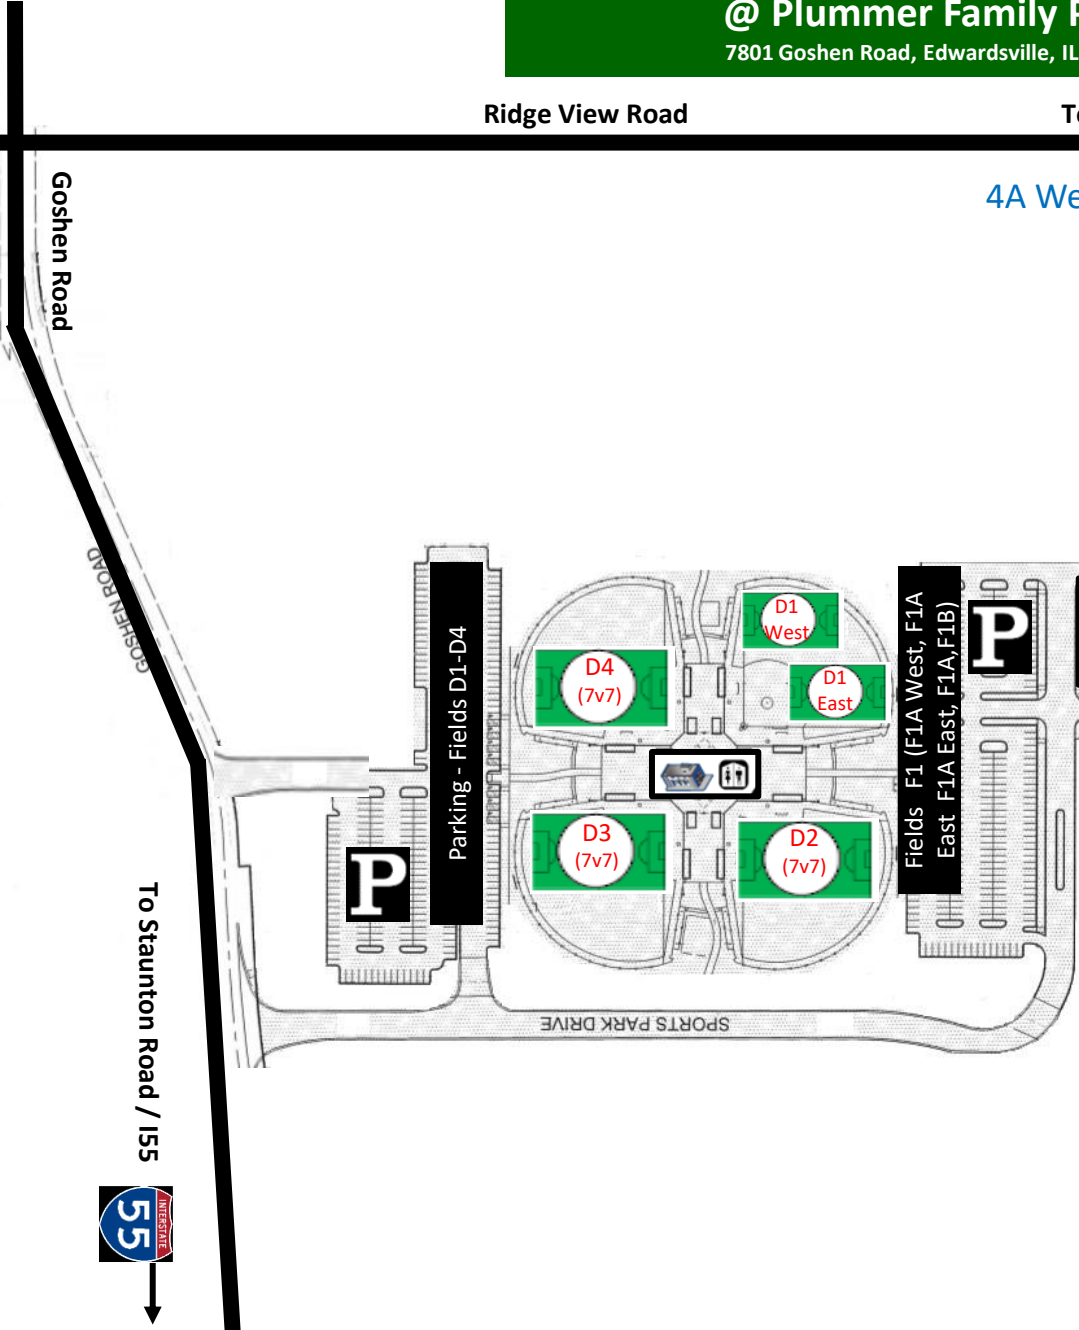 @ Plummer Family P
7801 Goshen Road, Edwardsville, IL
Ridge View Road
To
4A We
Goshen Road
GOSHEN ROAD
D1
West
D4
(7v7)
D1
East
P
Parking - Fields D1-D4
Fields F1 (F1A West, F1A
East F1A East, F1A,F1B)
D3
(7v7)
D2
(7v7)
P
SPORTS PARK DRIVE
To Staunton Road / I55
INTERSTATE
55